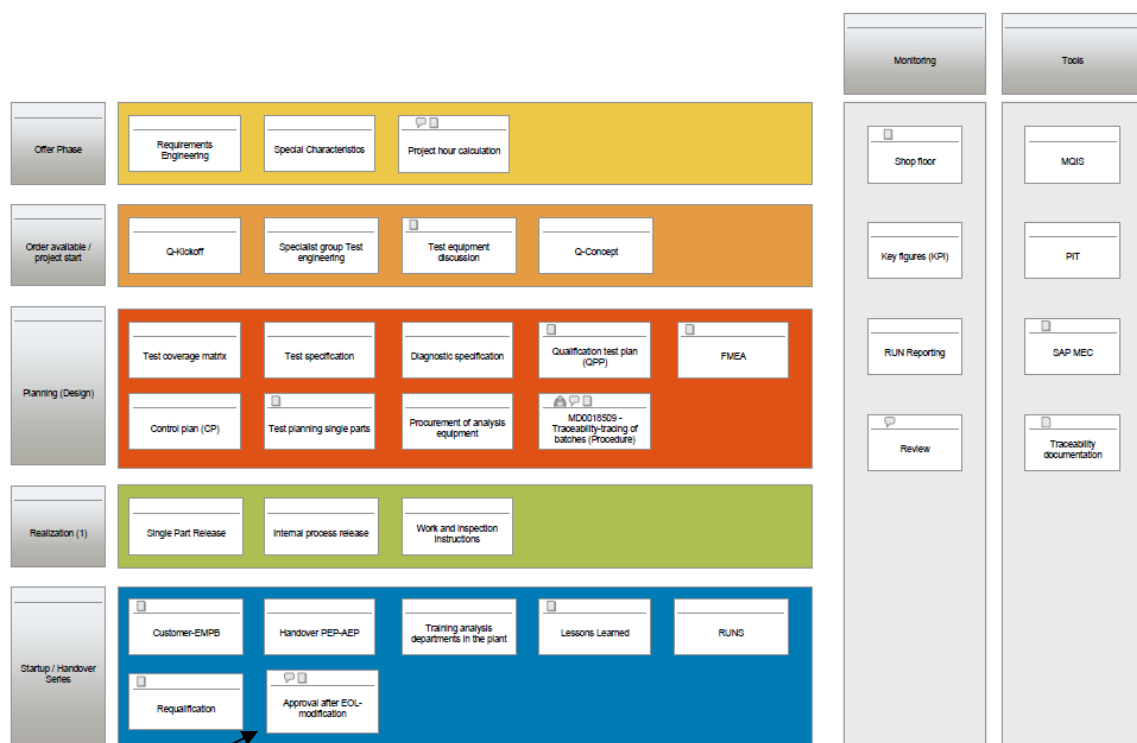 Monitoring
Tools
Offer Phase
Requirements
Engineering
Special Characteristics
Project hour calculation
Shop floor
MQIS
Order available /
project start
Q-Kickoff
Specialist group Test
engineering
Test equipment
discussion
Q-Concept
Key figures (KPI)
PIT
Planning (Design)
Test coverage matrix
Test specification
Diagnostic specification
Qualification test plan
(QPP)
FMEA
RUN Reporting
SAP MEC
Control plan (CP)
Test planning single parts
Procurement of analysis
equipment
MD0018509 -
Traceability-tracing of
batches (Procedure)
Review
Traceability
documentation
Realization (1)
Single Part Release
Internal process release
Work and Inspection
Instructions
Startup / Handover
Series
Customer-EMPB
Handover PEP-AEP
Training analysis
departments in the plant
Lessons Learned
RUNS
Requalification
Approval after EOL-
modification